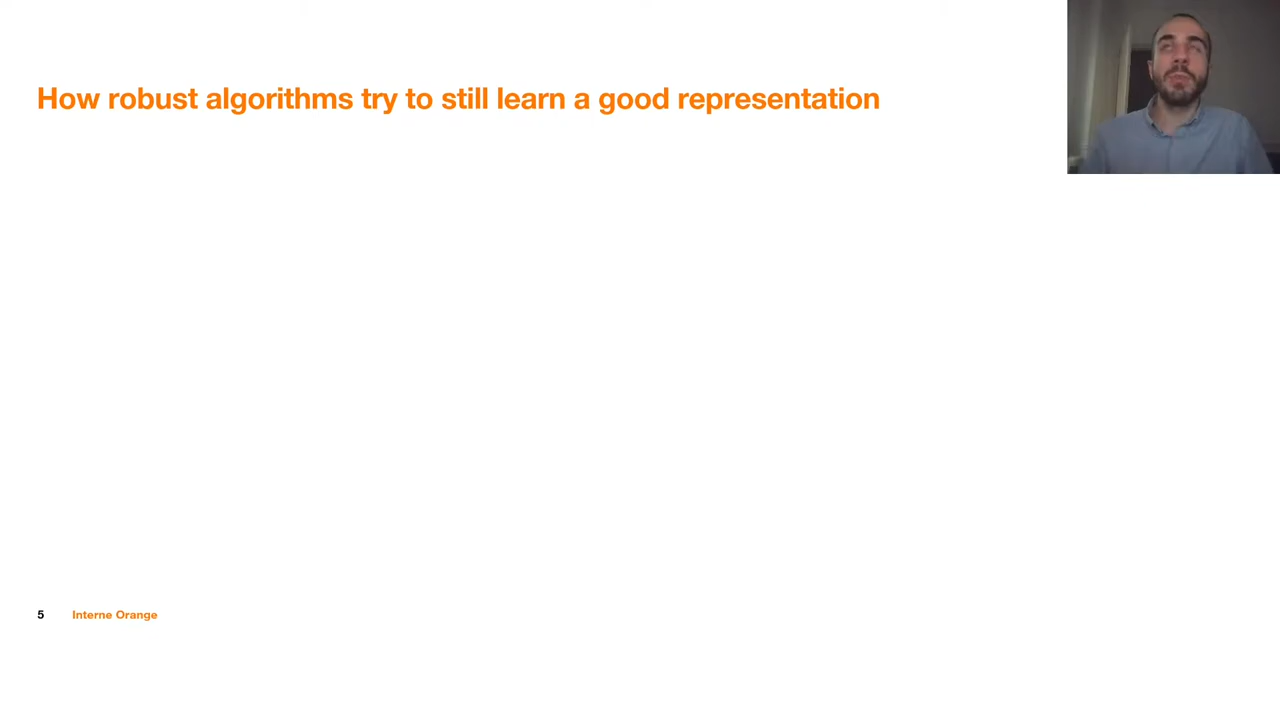 How robust algorithms try to still learn a good representation
5 Interne Orange